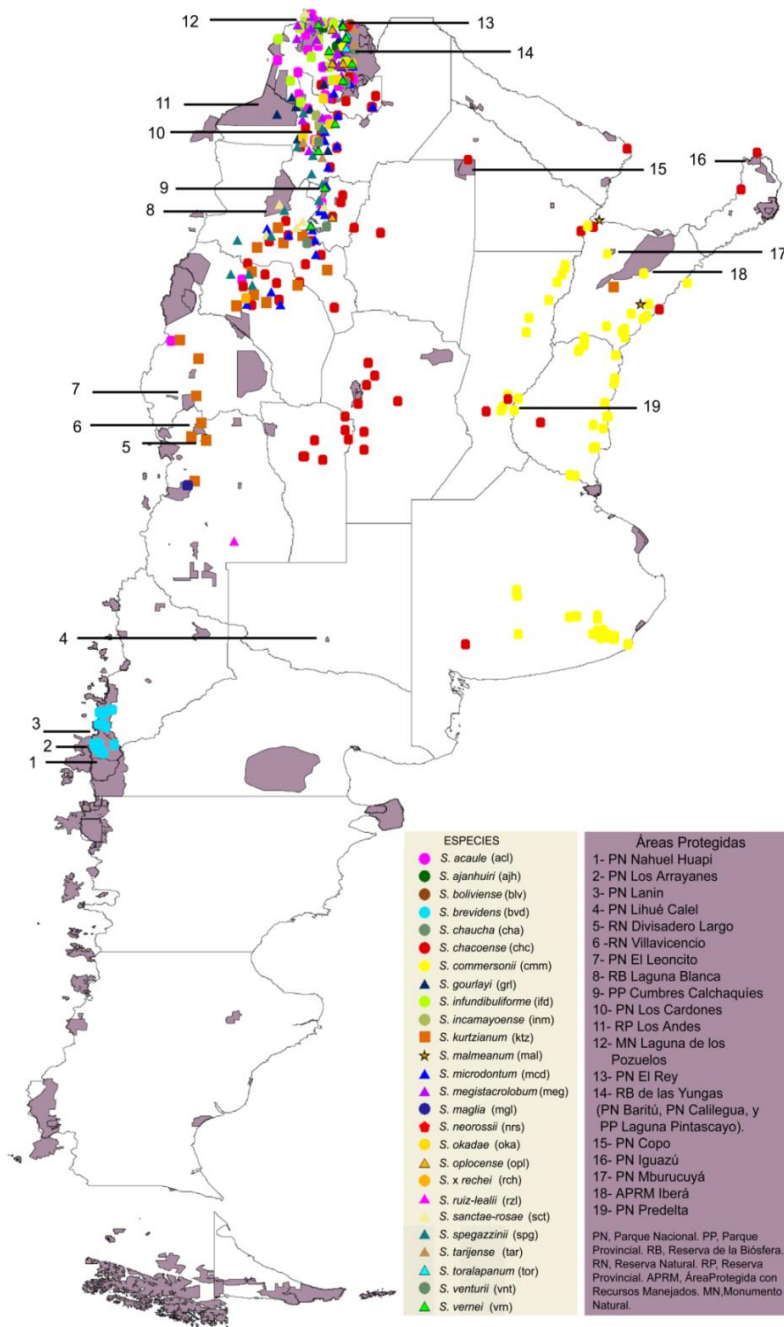 12
13
14
11
10
15
16
9
8
17
18
7
6
19
5
4
3
2
1
ESPECIES
S. acaule (acl)
S. ajanhuiri (ajh)
S. boliviense (blv)
S. brevidens (bvd)
S. chaucha (cha)
S. chacoense (chc)
S. commersonii (cmm)
S. gourlayi (grl)
S. infundibuliforme (ifd)
S. incamayoense (inm)
S. kurtzianum (ktz)
S. malmeanum (mal)
S. microdontum (mcd)
S. megistacrolobum (meg)
S. maglia (mgl)
S. neorossii (nrs)
S. okadae (oka)
S. oplocense (opl)
S. x rechei (rch)
S. ruiz-lealii (rzl)
S. sanctae-rosae (sct)
S. spegazzinii (spg)
S. tarijense (tar)
S. toralapanum (tor)
S. venturii (vnt)
S. vernei (vrn)
Áreas Protegidas
1- PN Nahuel Huapi
2- PN Los Arrayanes
3- PN Lanin
4- PN Lihué Calel
5- RN Divisadero Largo
6 -RN Villavicencio
7- PN El Leoncito
8- RB Laguna Blanca
9- PP Cumbres Calchaquíes
10- PN Los Cardones
11- RP Los Andes
12- MN Laguna de los
Pozuelos
13- PN El Rey
14- RB de las Yungas
(PN Baritú, PN Calilegua, y
PP Laguna Pintascayo).
15- PN Copo
16- PN Iguazú
17- PN Mburucuyá
18- APRM Iberá
19- PN Predelta
PN, Parque Nacional. PP, Parque
Provincial. RB, Reserva de la Biósfera.
RN, Reserva Natural. RP, Reserva
Provincial. APRM, ÁreaProtegida con
Recursos Manejados. MN,Monumento
Natural.